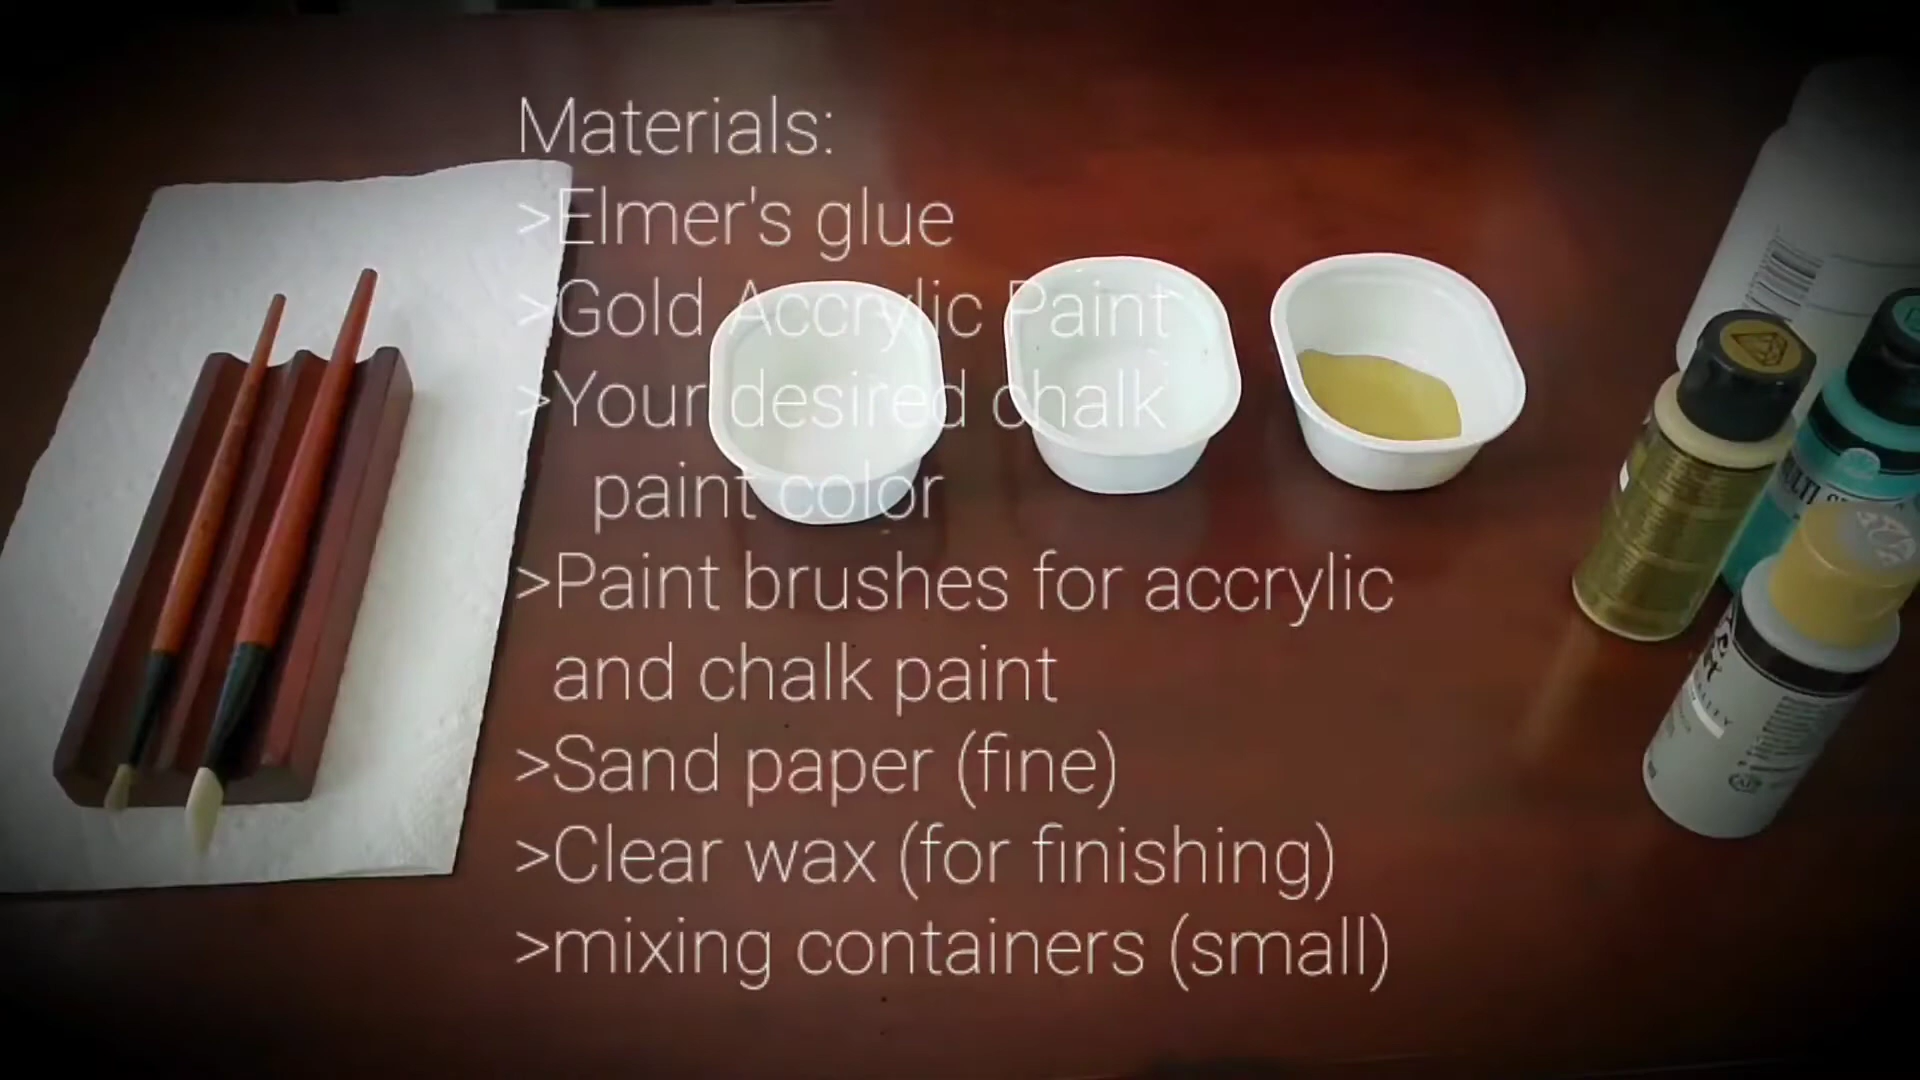 Materials:
>Elmer's glue
>Gold Accrylic Paint
>Your desired chalk
paint color
>Paint brushes for accrylic
and chalk paint
>Sand paper (fine)
>Clear wax (for finishing)
>mixing containers (small)